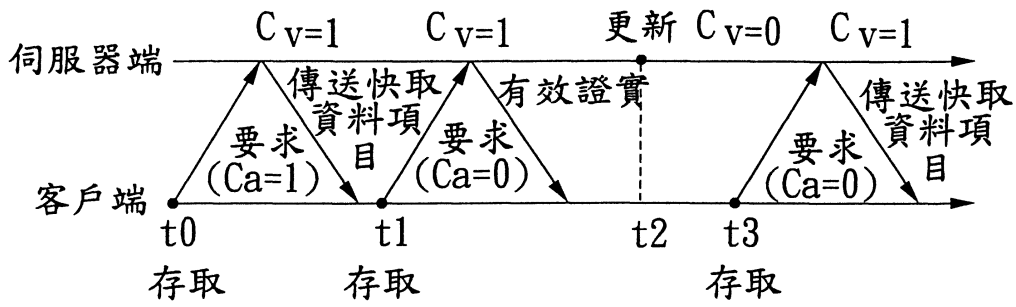 C v=1
C v=1
更新 C v=0
C v=1
伺服器端
傳送快取
資料項
目
有效證實
傳送快取
資料項
目
要求
(Ca=1)
要求
(Ca=0)
要求
(Ca=0)
客戶端
t0
t1
t2
t3
存取
存取
存取